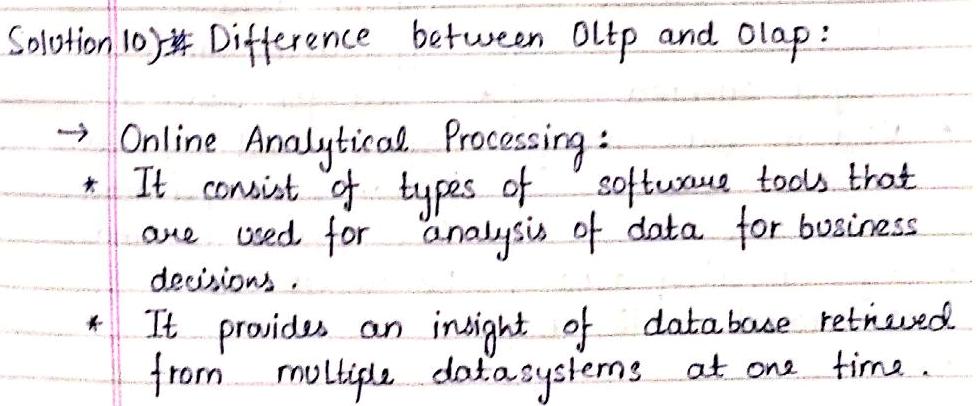 Solution 10) # Difference between Oltp and Olap:
→ Online Analytical Processing:
* It consist of types of software tools that
are used for analysis of data for business
decisions.
* It provides an insight of database retrieved
from multiple datasystems at one time.